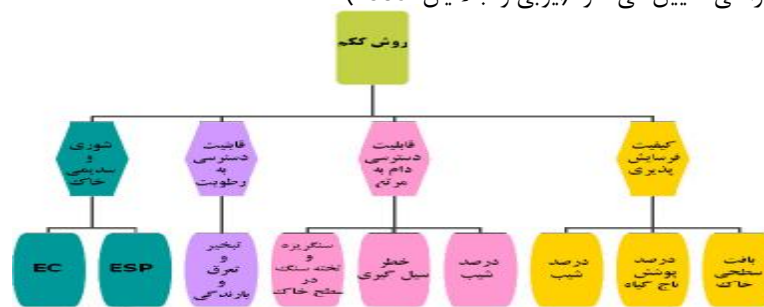 روش ککم
کیفیت
فرسایش
پذیری
قابلیت
دسترسی
دام به
مرتع
قابلیت
دسترسی
به
رطوبت
شوری
و
سدیمی
خاک
بافت
سطحی
خاک
درصد
پوشش
تاج گیاه
درصد
شیب
درصد
شیب
خطر
سیل گیری
سنگریزه
و
تخته سنگ
در
سطح خاک
تبخیر
و
تعرق
و
بارندگی
ESP
EC